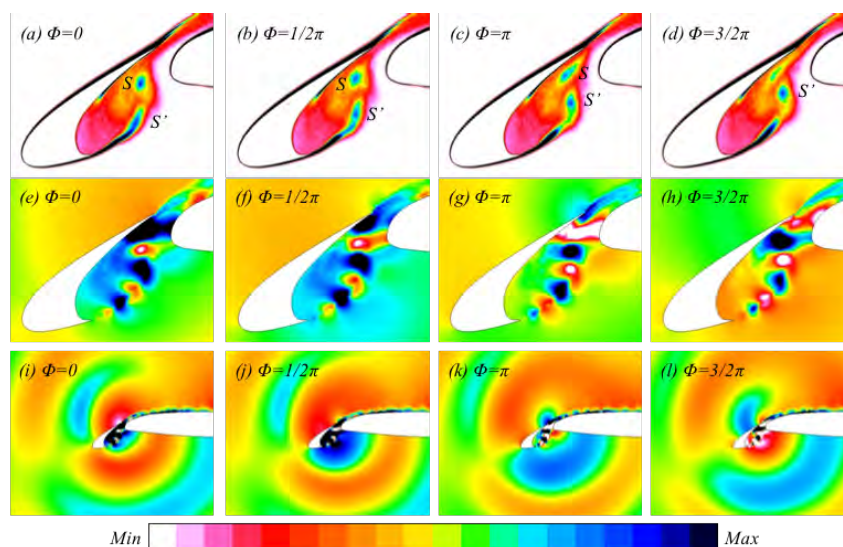 (a) Φ=0
(b) Φ=1/2π
(c) Φ=π
(d) Φ=3/2π
S
S'
S
S'
S
S'
S
S'
(e) Φ=0
(f) Φ=1/2π
(g) Φ=π
(h) Φ=3/2π
(i) Φ=0
(j) Φ=1/2π
(k) Φ=π
(l) Φ=3/2π
Min
Max